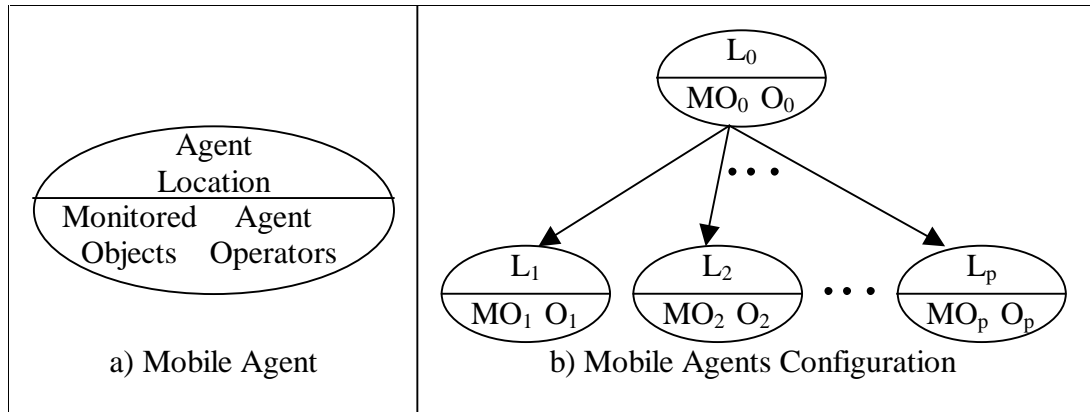 Agent
Location
Monitored Agent
Objects Operators
a) Mobile Agent
L₀
MO₀ O₀
• • •
L₁
MO₁ O₁
L₂
MO₂ O₂
• • •
Lₚ
MOₚ Oₚ
b) Mobile Agents Configuration